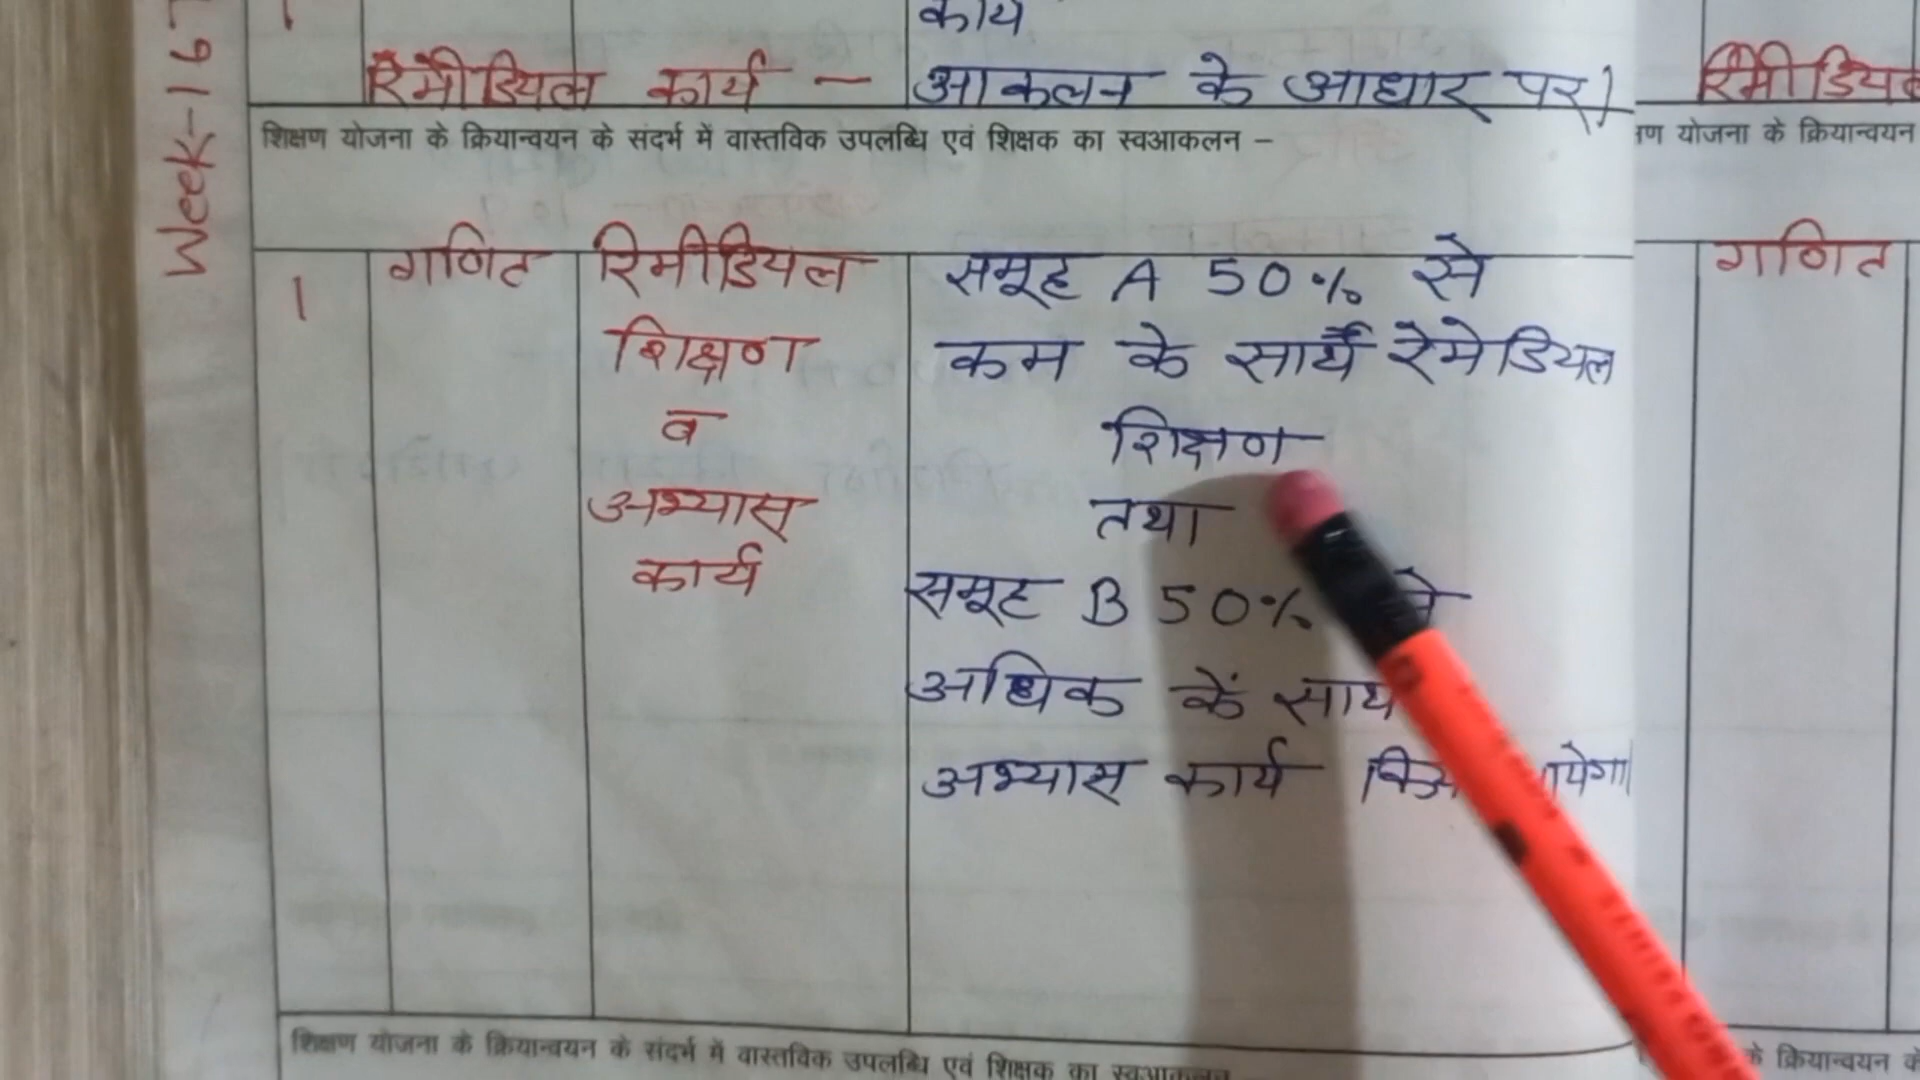 Week-16
कार्य
रिमीडियल कार्य – आकलन के आधार पर।
रिमीडियल
शिक्षण योजना के क्रियान्वयन के संदर्भ में वास्तविक उपलब्धि एवं शिक्षक का स्वआकलन –
योजना के क्रियान्वयन
1
गणित
रिमीडियल
शिक्षण
व
अभ्यास
कार्य
समूह A 50% से
कम के साथ रेमेडियल
शिक्षण
तथा
समूह B 50%
अधिक कें साथ
अभ्यास कार्य
गणित
शिक्षण योजना के क्रियान्वयन के संदर्भ में वास्तविक उपलब्धि एवं शिक्षक का स्वआकलन
के क्रियान्वयन के